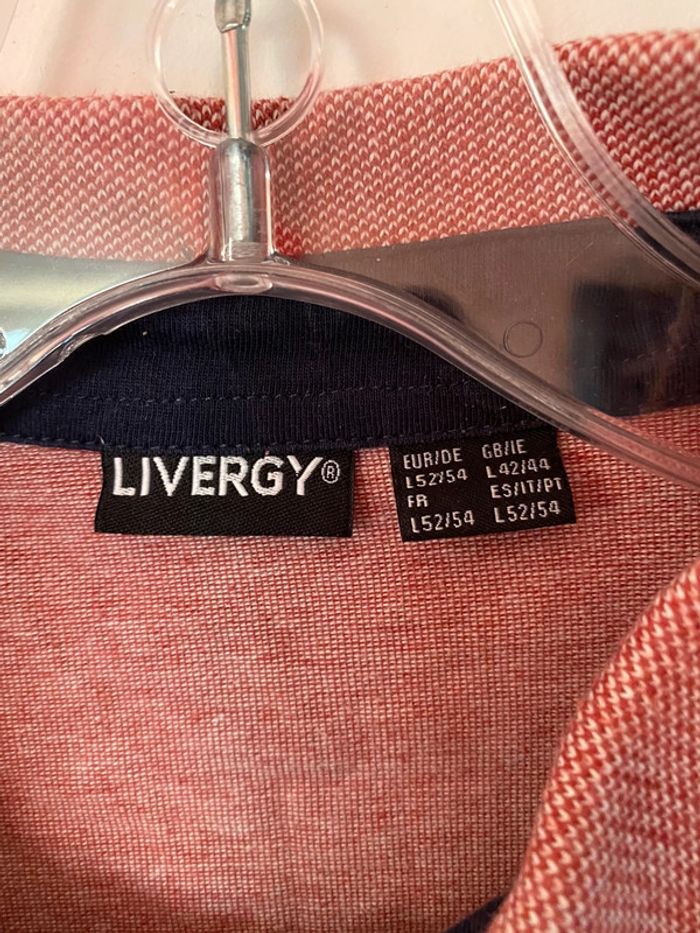 LIVERGY®
EUR/DE GB/IE
L52/54 L42/44
FR ES/IT/PT
L52/54 L52/54